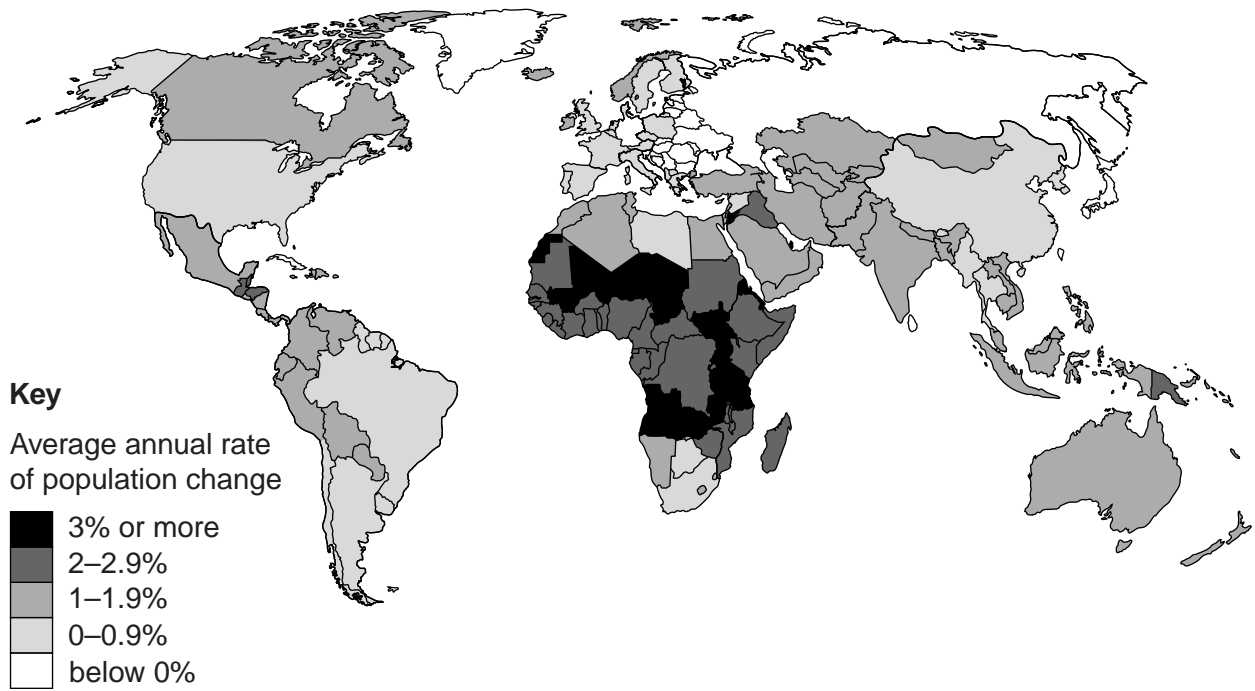 Key
Average annual rate
of population change
3% or more
2–2.9%
1–1.9%
0–0.9%
below 0%